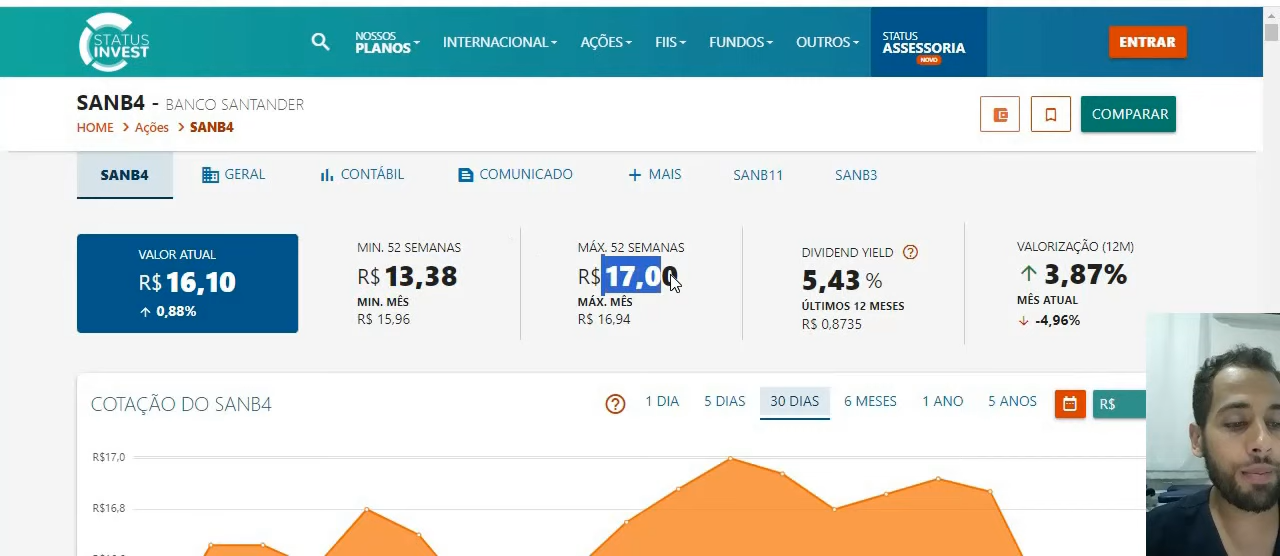 STATUS
INVEST
NOSSOS
PLANOS
INTERNACIONAL
AÇÕES
FIIS
FUNDOS
OUTROS
STATUS
ASSESSORIA
NOVO
ENTRAR
SANB4 - BANCO SANTANDER
HOME > Ações > SANB4
COMPARAR
SANB4
GERAL
CONTÁBIL
COMUNICADO
MAIS
SANB11
SANB3
VALOR ATUAL
R$ 16,10
0,88%
MIN. 52 SEMANAS
R$ 13,38
MIN. MÊS
R$ 15,96
MÁX. 52 SEMANAS
R$ 17,00
MÁX. MÊS
R$ 16,94
DIVIDEND YIELD
5,43 %
ÚLTIMOS 12 MESES
R$ 0,8735
VALORIZAÇÃO (12M)
3,87%
MÊS ATUAL
-4,96%
COTAÇÃO DO SANB4
1 DIA
5 DIAS
30 DIAS
6 MESES
1 ANO
5 ANOS
R$
R$17,0
R$16,8